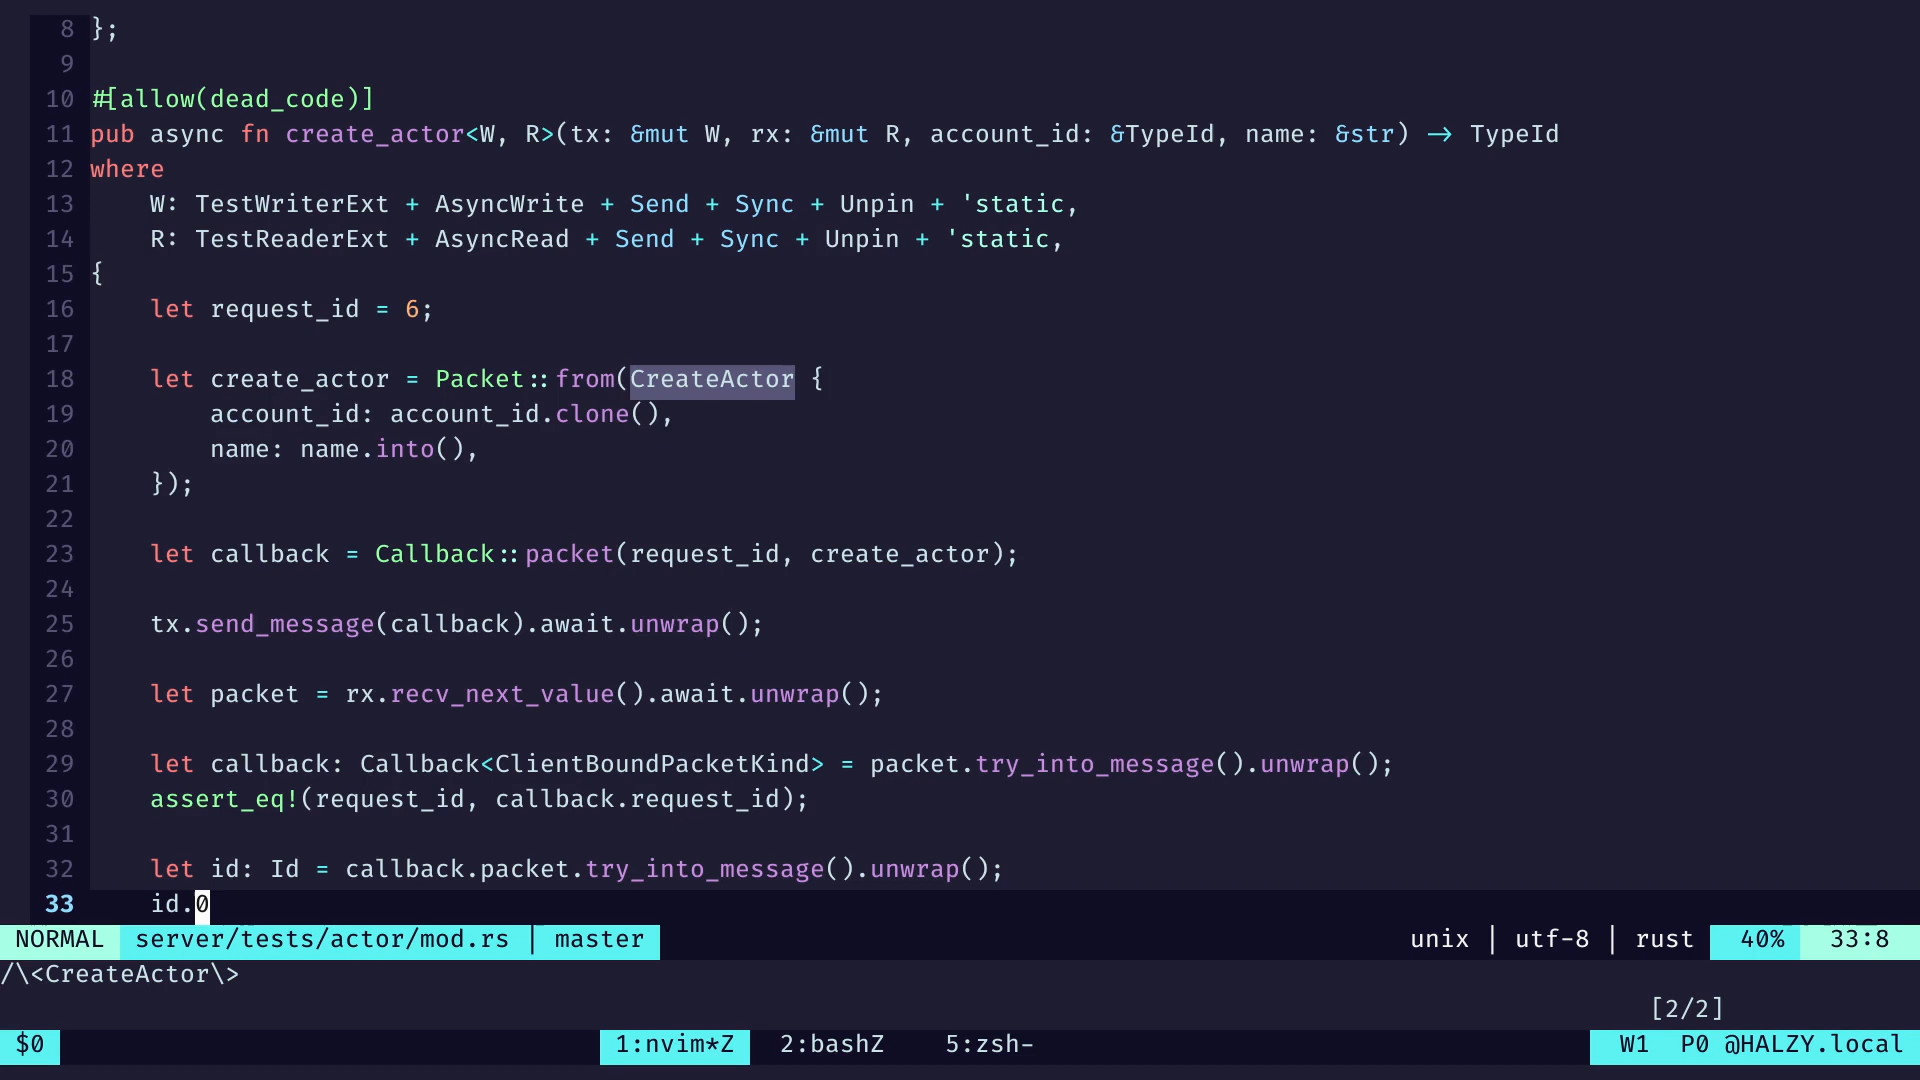 8 };
9
10 #[allow(dead_code)]
11 pub async fn create_actor<W, R>(tx: &mut W, rx: &mut R, account_id: &TypeId, name: &str) -> TypeId
12 where
13     W: TestWriterExt + AsyncWrite + Send + Sync + Unpin + 'static,
14     R: TestReaderExt + AsyncRead + Send + Sync + Unpin + 'static,
15 {
16     let request_id = 6;
17
18     let create_actor = Packet::from(CreateActor {
19         account_id: account_id.clone(),
20         name: name.into(),
21     });
22
23     let callback = Callback::packet(request_id, create_actor);
24
25     tx.send_message(callback).await.unwrap();
26
27     let packet = rx.recv_next_value().await.unwrap();
28
29     let callback: Callback<ClientBoundPacketKind> = packet.try_into_message().unwrap();
30     assert_eq!(request_id, callback.request_id);
31
32     let id: Id = callback.packet.try_into_message().unwrap();
33     id.0
NORMAL server/tests/actor/mod.rs | master unix | utf-8 | rust 40% 33:8
/\<CreateActor\>
[2/2]
$0 1:nvim*Z 2:bashZ 5:zsh- W1 P0 @HALZY.local